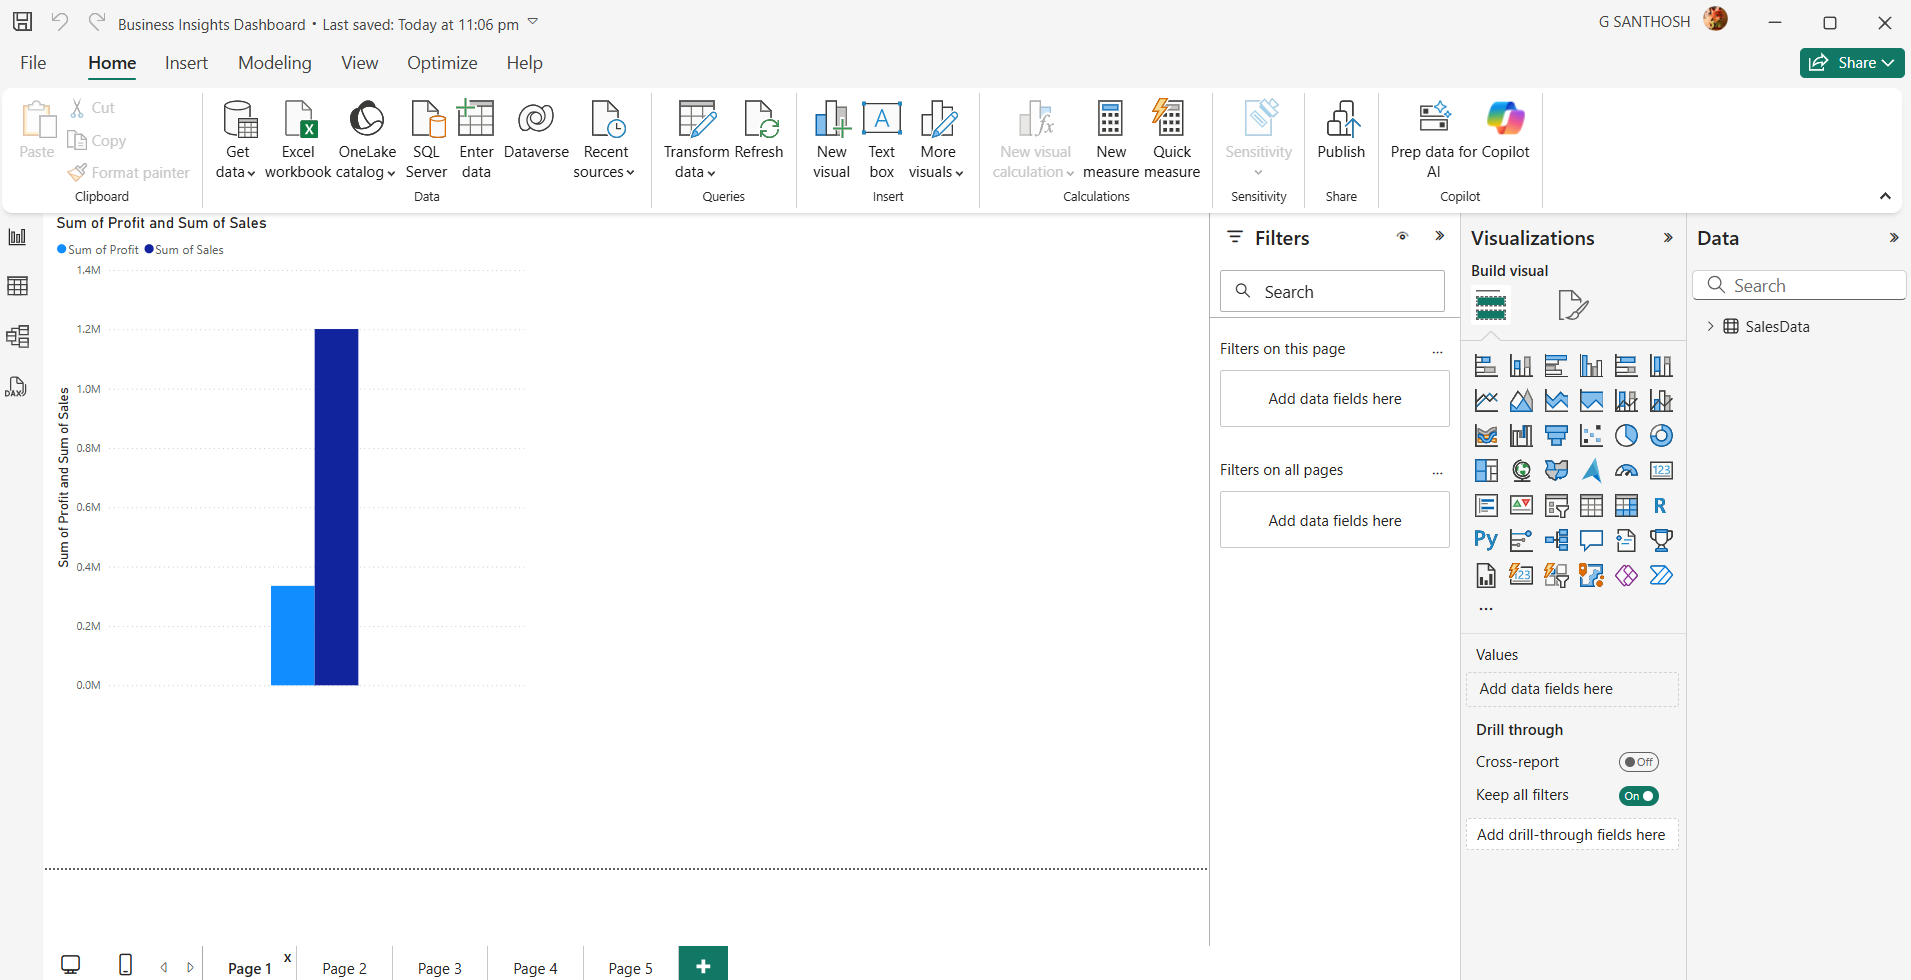 Business Insights Dashboard • Last saved: Today at 11:06 pm
G SANTHOSH
File Home Insert Modeling View Optimize Help
Share
Paste
Cut
Copy
Format painter
Clipboard
Get data
Excel workbook
OneLake catalog
SQL Server
Enter data
Dataverse
Recent sources
Data
Transform data
Refresh
Queries
New visual
Text box
More visuals
Insert
New visual calculation
New measure
Quick measure
Calculations
Sensitivity
Sensitivity
Publish
Share
Prep data for AI
Copilot
Copilot
DAX
Sum of Profit and Sum of Sales
Sum of Profit Sum of Sales
1.4M
1.2M
1.0M
0.8M
0.6M
0.4M
0.2M
0.0M
Sum of Profit and Sum of Sales
Filters
Search
Filters on this page
...
Add data fields here
Filters on all pages
...
Add data fields here
Visualizations
Build visual
123
R
Py
123
...
Values
Add data fields here
Drill through
Cross-report
Off
Keep all filters
On
Add drill-through fields here
Data
Search
SalesData
Page 1 x
Page 2
Page 3
Page 4
Page 5
+